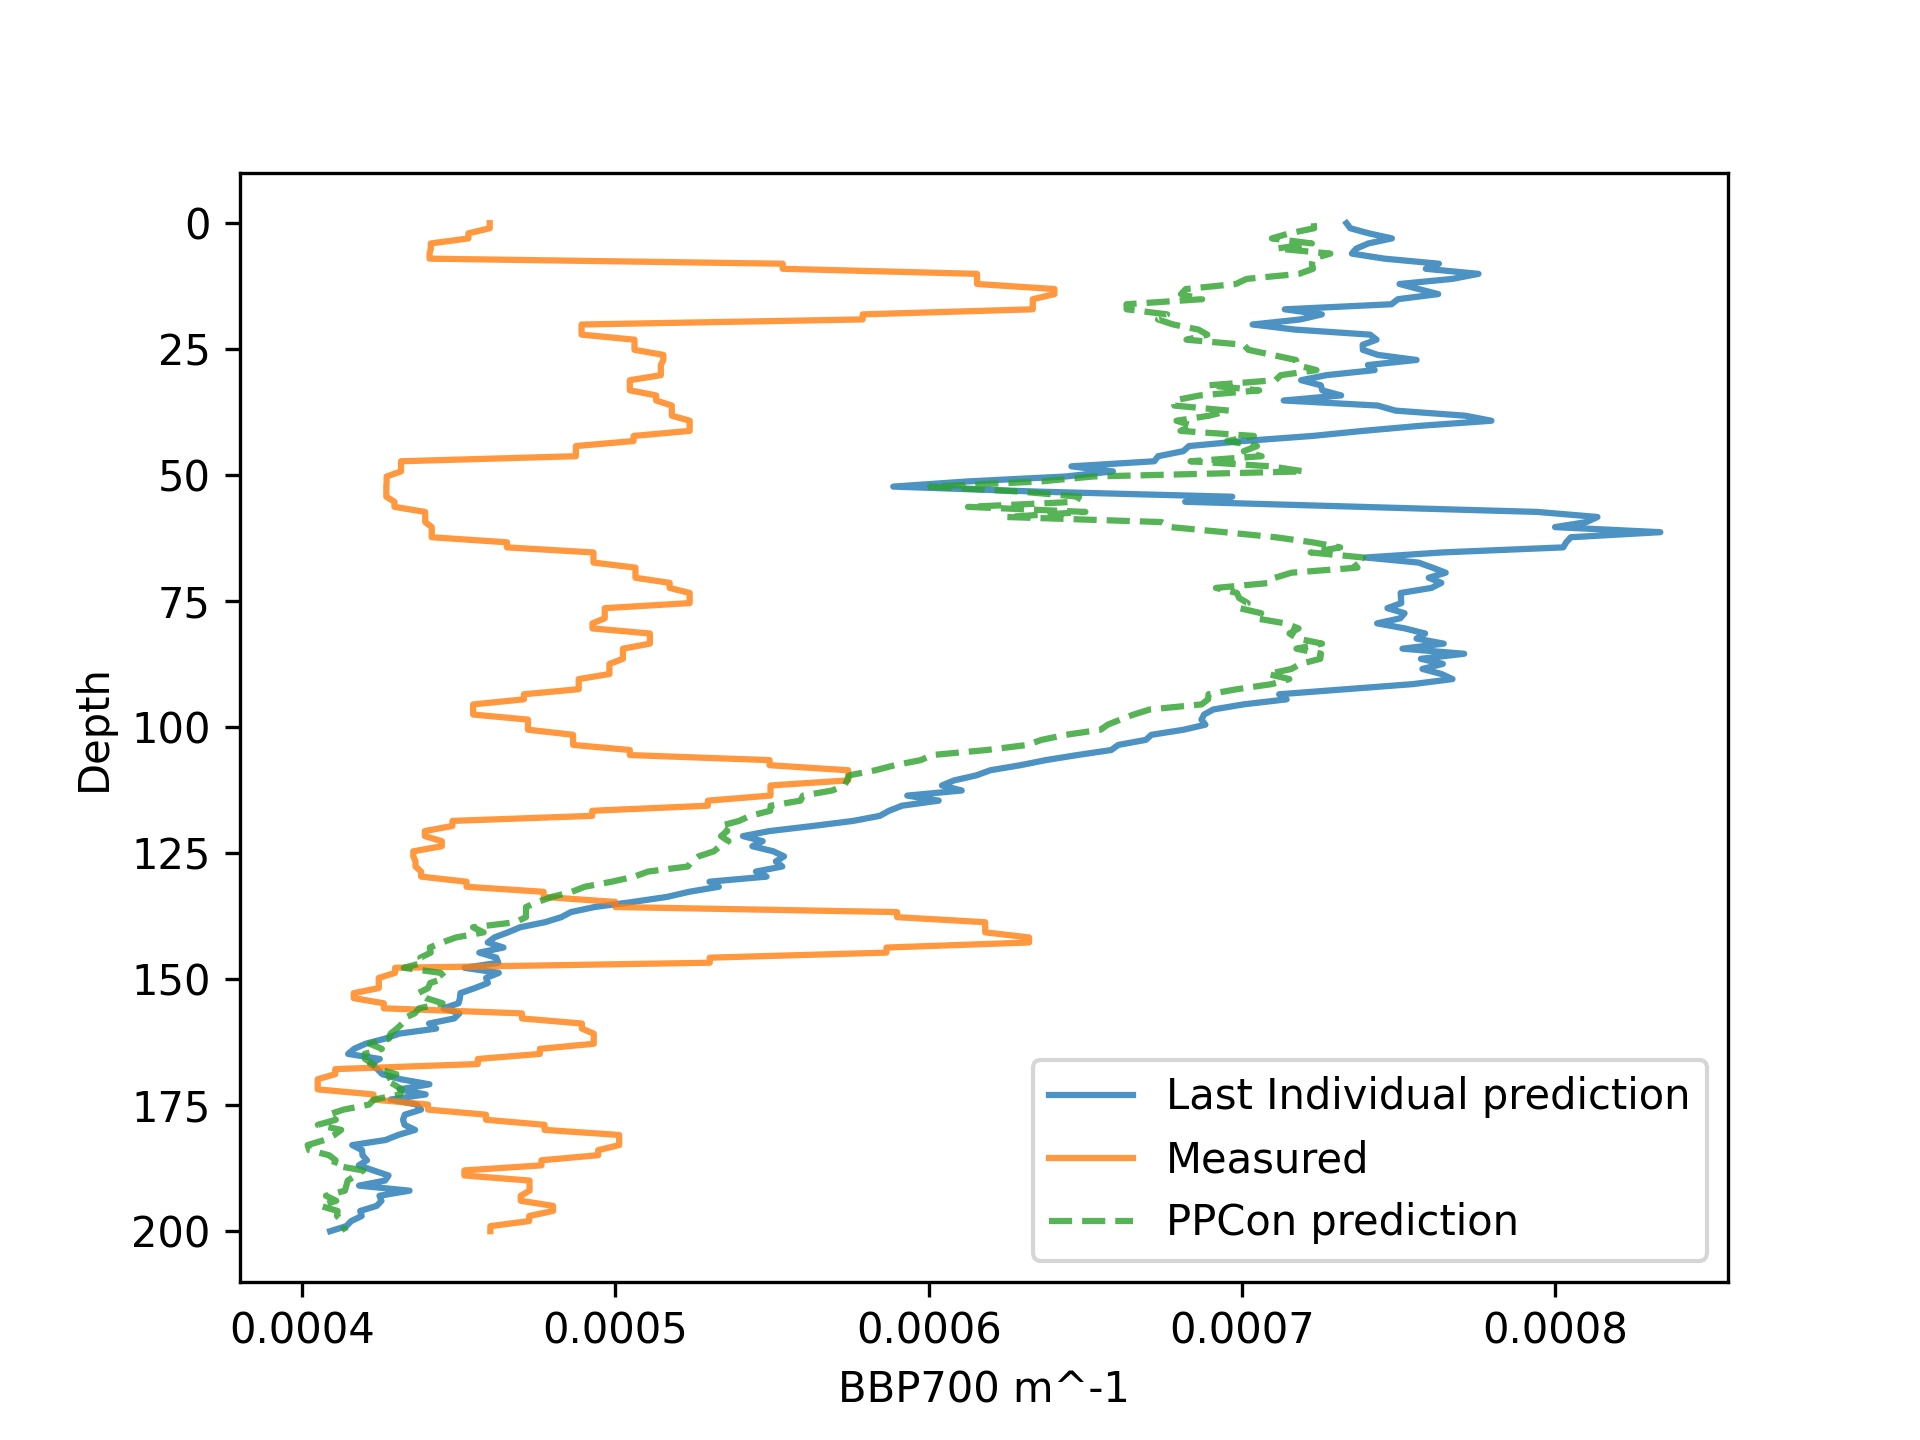 0
25
50
75
100
125
150
175
200
Depth
0.0004 0.0005 0.0006 0.0007 0.0008
BBP700 m^-1
Last Individual prediction
Measured
PPCon prediction